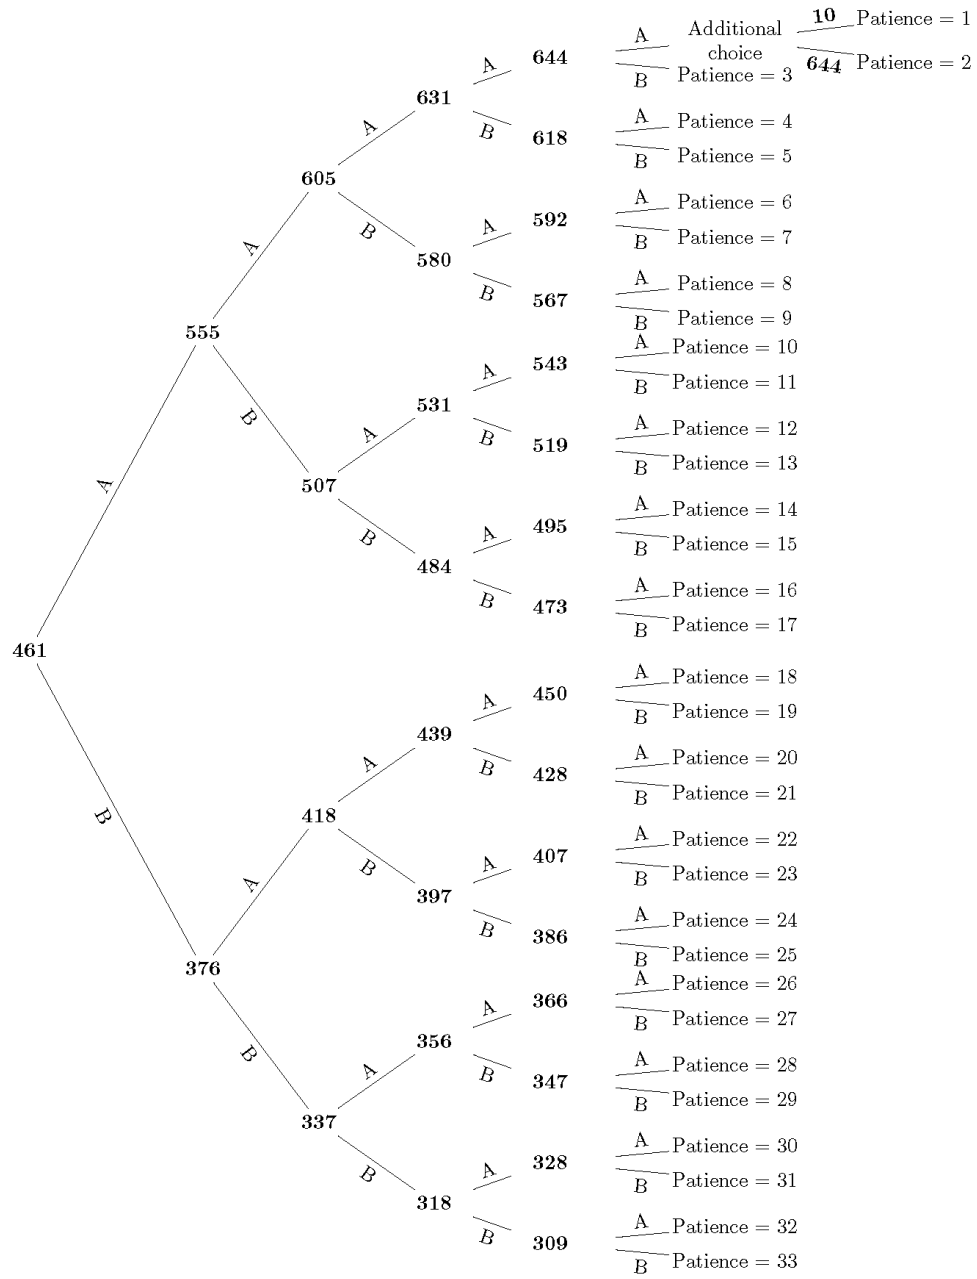 10 Patience = 1
Additional
choice
A
644
644 Patience = 2
B Patience = 3
A
631
A Patience = 4
B
618
A
B Patience = 5
605
A Patience = 6
A
592
A
B
B Patience = 7
580
A Patience = 8
B
567
B Patience = 9
555
A Patience = 10
543
A
B Patience = 11
531
B
A Patience = 12
A
B
519
B Patience = 13
507
A Patience = 14
A
495
B
B Patience = 15
484
A Patience = 16
B
473
B Patience = 17
A
461
A Patience = 18
A
450
B Patience = 19
439
A Patience = 20
A
B
428
B Patience = 21
B
418
A Patience = 22
A
407
A
B
B Patience = 23
397
A Patience = 24
B
386
B Patience = 25
376
A Patience = 26
366
A
B Patience = 27
356
B
A Patience = 28
A
B
347
B Patience = 29
337
A Patience = 30
A
328
B
B Patience = 31
318
A Patience = 32
B
309
B Patience = 33